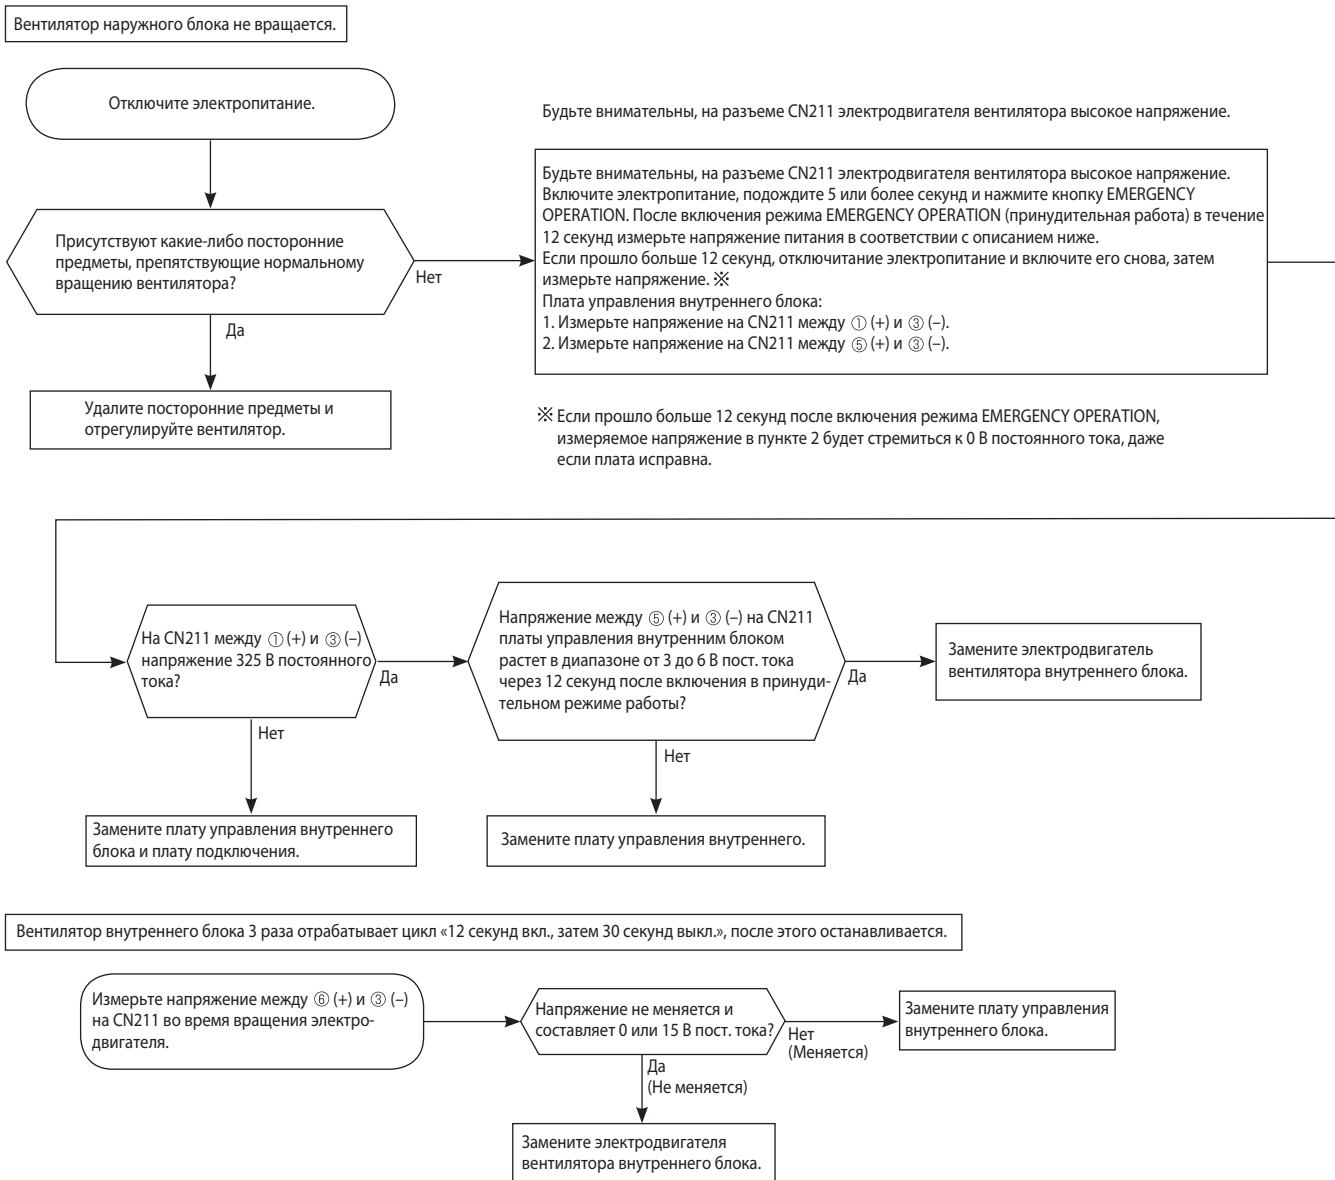 Вентилятор наружного блока не вращается.
Отключите электропитание.
Будьте внимательны, на разъеме CN211 электродвигателя вентилятора высокое напряжение.
Присутствуют какие-либо посторонние
предметы, препятствующие нормальному
вращению вентилятора?
Нет
Да
Удалите посторонние предметы и
отрегулируйте вентилятор.
Будьте внимательны, на разъеме CN211 электродвигателя вентилятора высокое напряжение.
Включите электропитание, подождите 5 или более секунд и нажмите кнопку EMERGENCY
OPERATION. После включения режима EMERGENCY OPERATION (принудительная работа) в течение
12 секунд измерьте напряжение питания в соответствии с описанием ниже.
Если прошло больше 12 секунд, отключитание электропитание и включите его снова, затем
измерьте напряжение. ※
Плата управления внутреннего блока:
1. Измерьте напряжение на CN211 между ① (+) и ③ (–).
2. Измерьте напряжение на CN211 между ⑤ (+) и ③ (–).
※ Если прошло больше 12 секунд после включения режима EMERGENCY OPERATION,
измеряемое напряжение в пункте 2 будет стремиться к 0 В постоянного тока, даже
если плата исправна.
На CN211 между ① (+) и ③ (–)
напряжение 325 В постоянного
тока?
Да
Нет
Замените плату управления внутреннего
блока и плату подключения.
Напряжение между ⑤ (+) и ③ (–) на CN211
платы управления внутренним блоком
растет в диапазоне от 3 до 6 В пост. тока
через 12 секунд после включения в принуди-
тельном режиме работы?
Да
Нет
Замените плату управления внутреннего.
Замените электродвигатель
вентилятора внутреннего блока.
Вентилятор внутреннего блока 3 раза отрабатывает цикл «12 секунд вкл., затем 30 секунд выкл.», после этого останавливается.
Измерьте напряжение между ⑥ (+) и ③ (–)
на CN211 во время вращения электро-
двигателя.
Напряжение не меняется и
составляет 0 или 15 В пост. тока?
Нет
(Меняется)
Да
(Не меняется)
Замените плату управления
внутреннего блока.
Замените электродвигателя
вентилятора внутреннего блока.